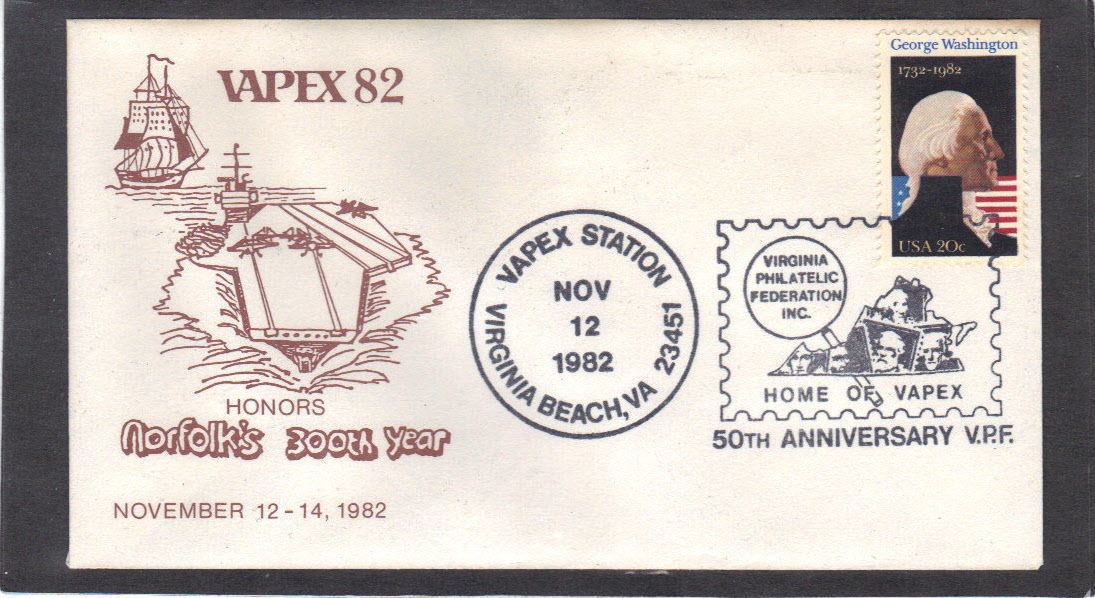 VAPEX 82
HONORS
Norfolk's 300th Year
NOVEMBER 12-14, 1982
VAPEX STATION
NOV
12
1982
VIRGINIA BEACH, VA 23451
George Washington
1732-1982
USA 20c
VIRGINIA
PHILATELIC
FEDERATION
INC.
HOME OF VAPEX
50TH ANNIVERSARY V.P.F.